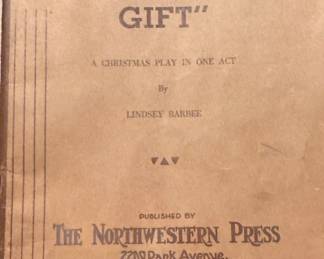 GIFT"
A CHRISTMAS PLAY IN ONE ACT
By
LINDSEY BARBEE
PUBLISHED BY
THE NORTHWESTERN PRESS
2200 Park Avenue,